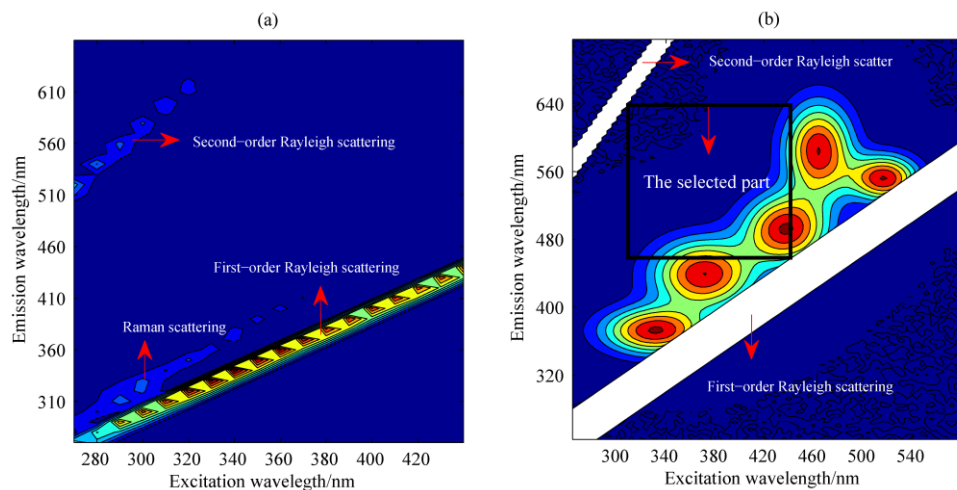 (a)
610
560
510
460
410
360
310
280 300 320 340 360 380 400 420
Emission wavelength/nm
Excitation wavelegth/nm
Second-order Rayleigh scattering
First-order Rayleigh scattering
Raman scattering
(b)
640
560
480
400
320
300 340 380 420 460 500 540
Emission wavelength/nm
Excitation wavelength/nm
Second-order Rayleigh scatter
The selected part
First-order Rayleigh scattering